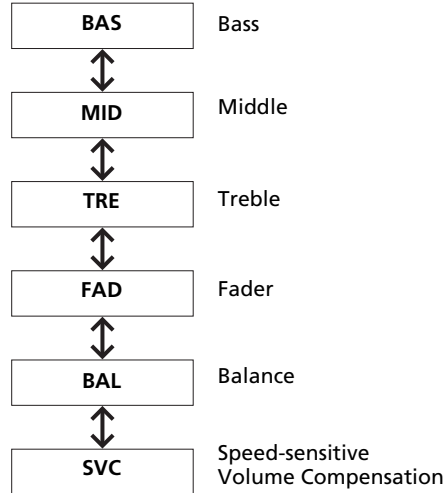 BAS Bass
MID Middle
TRE Treble
FAD Fader
BAL Balance
SVC Speed-sensitive
Volume Compensation